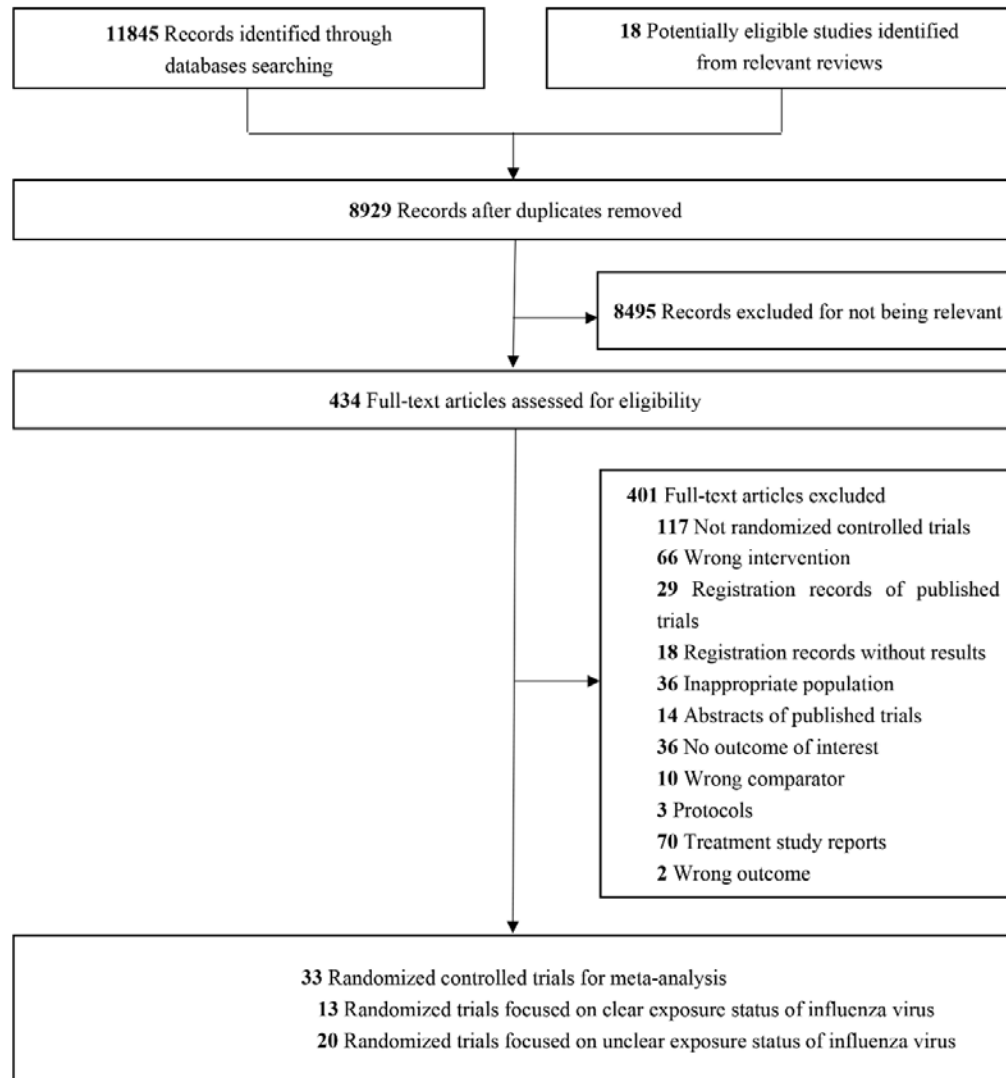 11845 Records identified through
databases searching
18 Potentially eligible studies identified
from relevant reviews
8929 Records after duplicates removed
8495 Records excluded for not being relevant
434 Full-text articles assessed for eligibility
401 Full-text articles excluded
117 Not randomized controlled trials
66 Wrong intervention
29 Registration records of published
trials
18 Registration records without results
36 Inappropriate population
14 Abstracts of published trials
36 No outcome of interest
10 Wrong comparator
3 Protocols
70 Treatment study reports
2 Wrong outcome
33 Randomized controlled trials for meta-analysis
13 Randomized trials focused on clear exposure status of influenza virus
20 Randomized trials focused on unclear exposure status of influenza virus